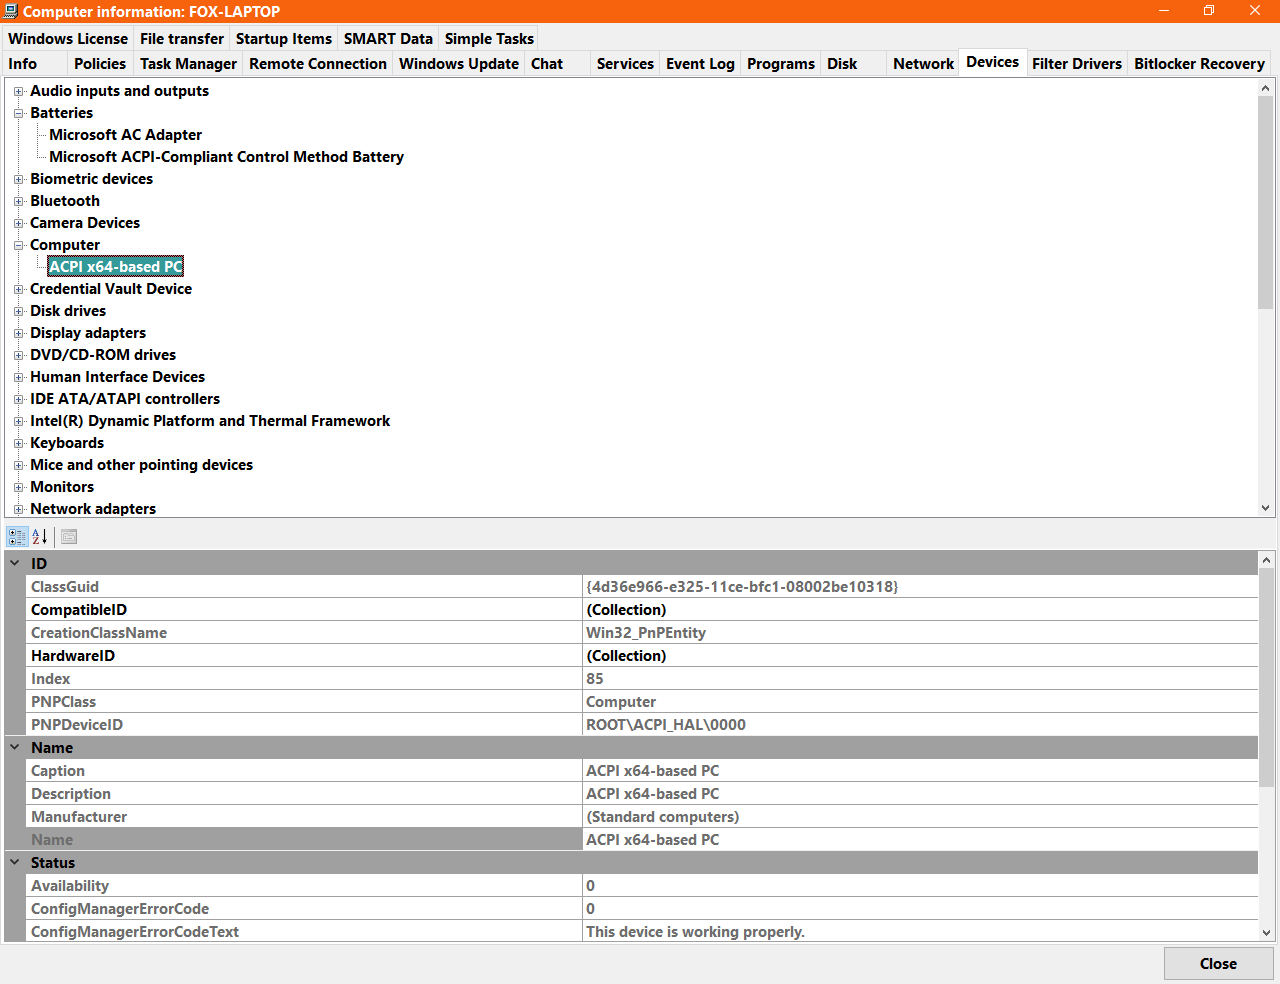 Computer information: FOX-LAPTOP
Windows License File transfer Startup Items SMART Data Simple Tasks
Info Policies Task Manager Remote Connection Windows Update Chat Services Event Log Programs Disk Network Devices Filter Drivers Bitlocker Recovery
Audio inputs and outputs
Batteries
Microsoft AC Adapter
Microsoft ACPI-Compliant Control Method Battery
Biometric devices
Bluetooth
Camera Devices
Computer
ACPI x64-based PC
Credential Vault Device
Disk drives
Display adapters
DVD/CD-ROM drives
Human Interface Devices
IDE ATA/ATAPI controllers
Intel(R) Dynamic Platform and Thermal Framework
Keyboards
Mice and other pointing devices
Monitors
Network adapters
ID
ClassGuid {4d36e966-e325-11ce-bfc1-08002be10318}
CompatibleID (Collection)
CreationClassName Win32_PnPEntity
HardwareID (Collection)
Index 85
PNPClass Computer
PNPDeviceID ROOT\ACPI_HAL\0000
Name
Caption ACPI x64-based PC
Description ACPI x64-based PC
Manufacturer (Standard computers)
Name ACPI x64-based PC
Status
Availability 0
ConfigManagerErrorCode 0
ConfigManagerErrorCodeText This device is working properly.
Close